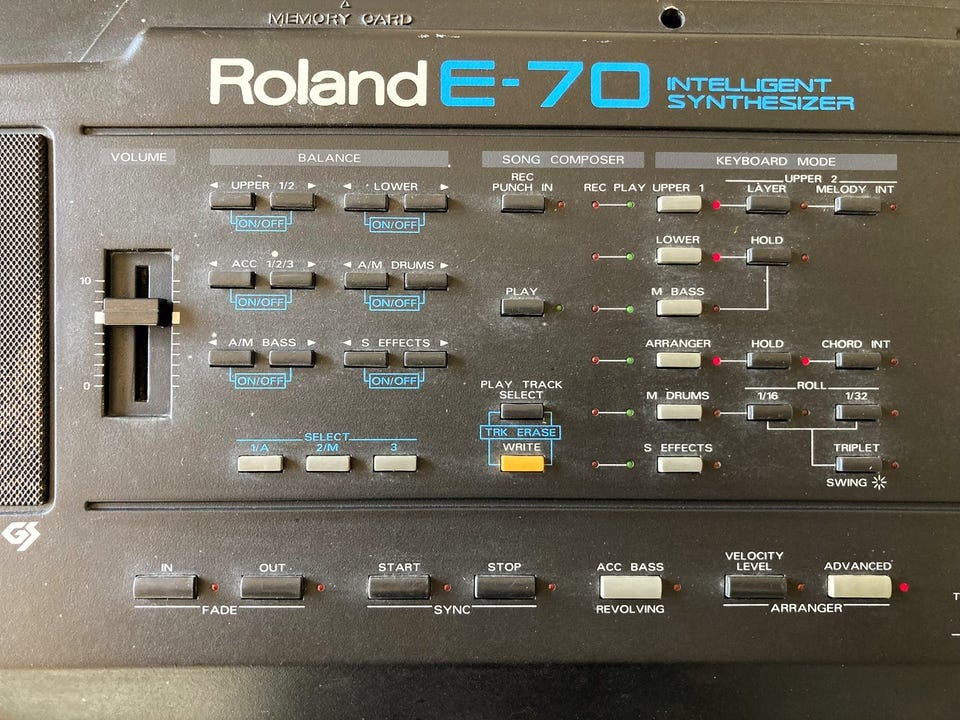 MEMORY CARD
Roland E-70 INTELLIGENT
SYNTHESIZER
VOLUME
BALANCE
SONG COMPOSER
KEYBOARD MODE
UPPER 1/2
LOWER
REC
PUNCH IN
REC PLAY
UPPER 1
UPPER 2
LAYER
MELODY INT
ON/OFF
ON/OFF
LOWER
HOLD
ACC 1/2/3
A/M DRUMS
10
ON/OFF
ON/OFF
PLAY
M BASS
A/M BASS
S EFFECTS
ARRANGER
HOLD
CHORD INT
0
ON/OFF
ON/OFF
PLAY TRACK
SELECT
M DRUMS
ROLL
1/16
1/32
TRK ERASE
SELECT
1/A
2/M
3
WRITE
S EFFECTS
TRIPLET
SWING
GS
IN
OUT
FADE
START
STOP
SYNC
ACC BASS
REVOLVING
VELOCITY
LEVEL
ADVANCED
ARRANGER